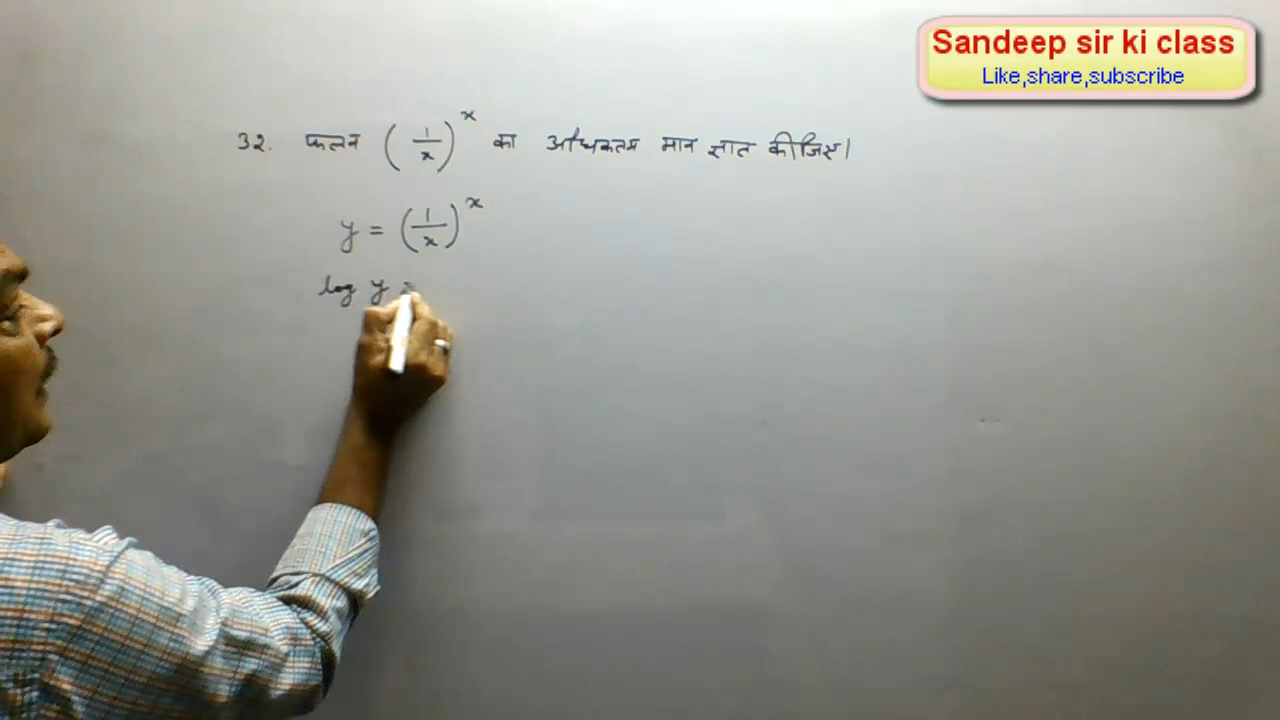 Sandeep sir ki class
Like,share,subscribe
32. फलन (1/x)^x का अधिकतम मान ज्ञात कीजिए।
y = (1/x)^x
log y =